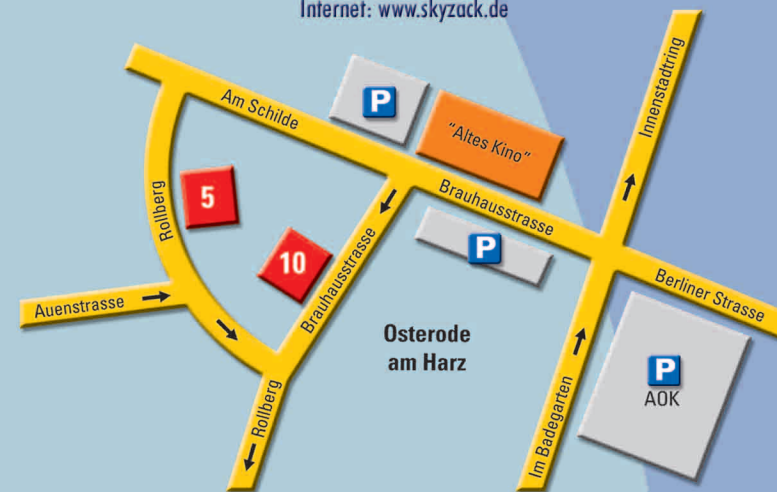 Internet: www.skyzack.de
Am Schilde
P
"Altes Kino"
Innenstadtring
Rollberg
5
Brauhausstrasse
P
10
Brauhausstrasse
Auenstrasse
Berliner Strasse
Osterode
am Harz
P
AOK
Rollberg
Im Badegarten